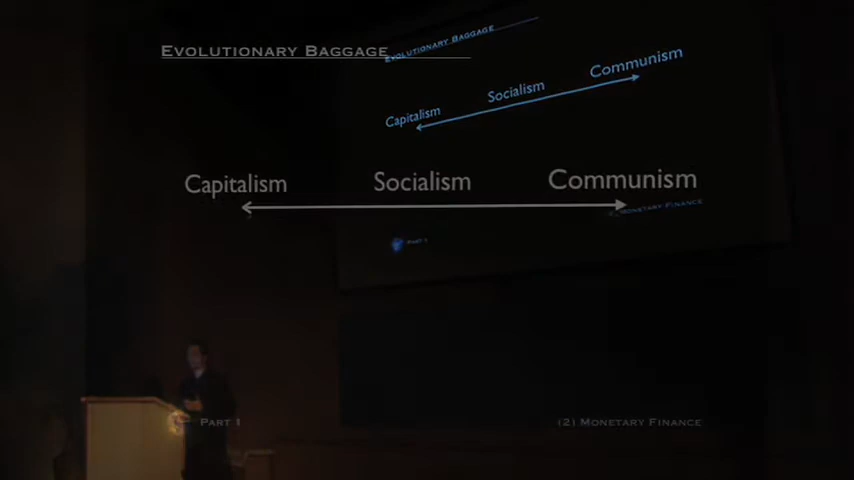 EVOLUTIONARY BAGGAGE
Capitalism Socialism Communism
PART 1
(2) MONETARY FINANCE
EVOLUTIONARY BAGGAGE
Capitalism Socialism Communism
PART 1
MONETARY FINANCE